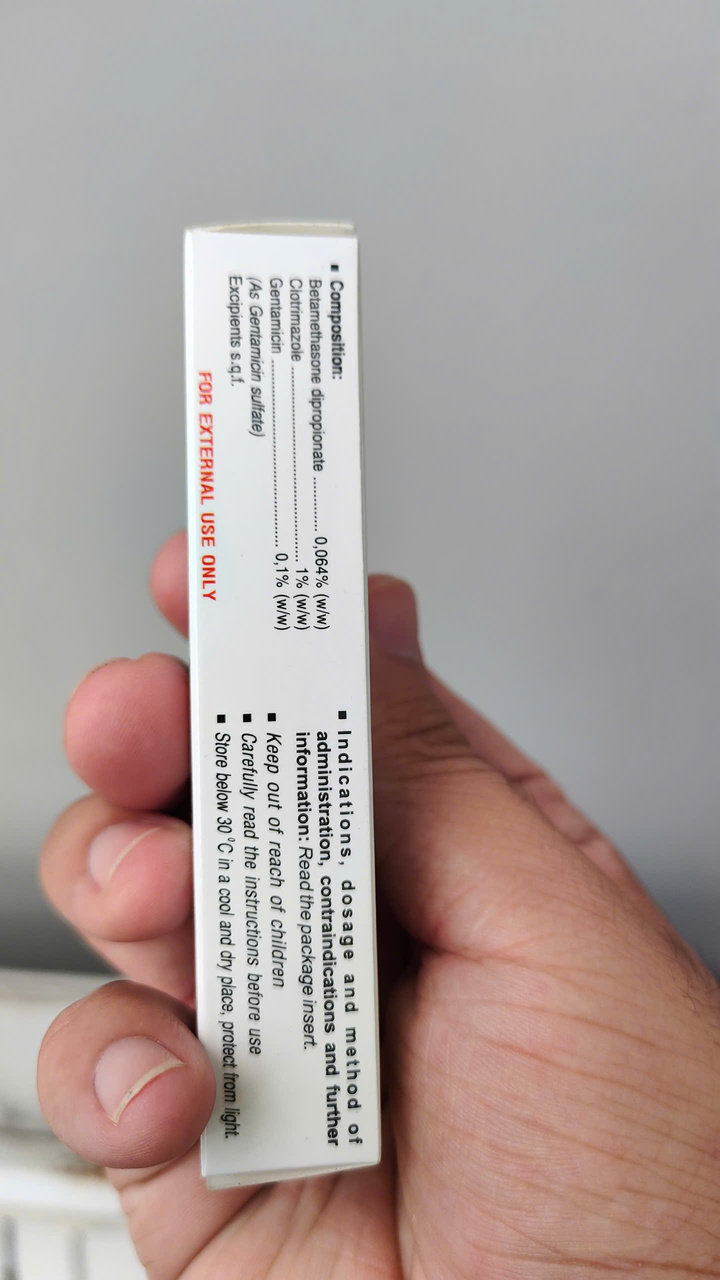 ▪ Composition:
Betamethasone dipropionate ............ 0,064% (w/w)
Clotrimazole ............................................. 1% (w/w)
Gentamicin ........................................... 0,1% (w/w)
(As Gentamicin sulfate)
Excipients s.q.f.
FOR EXTERNAL USE ONLY
▪ Indications, dosage and method of
administration, contraindications and further
information: Read the package insert.
▪ Keep out of reach of children
▪ Carefully read the instructions before use
▪ Store below 30°C in a cool and dry place, protect from light.